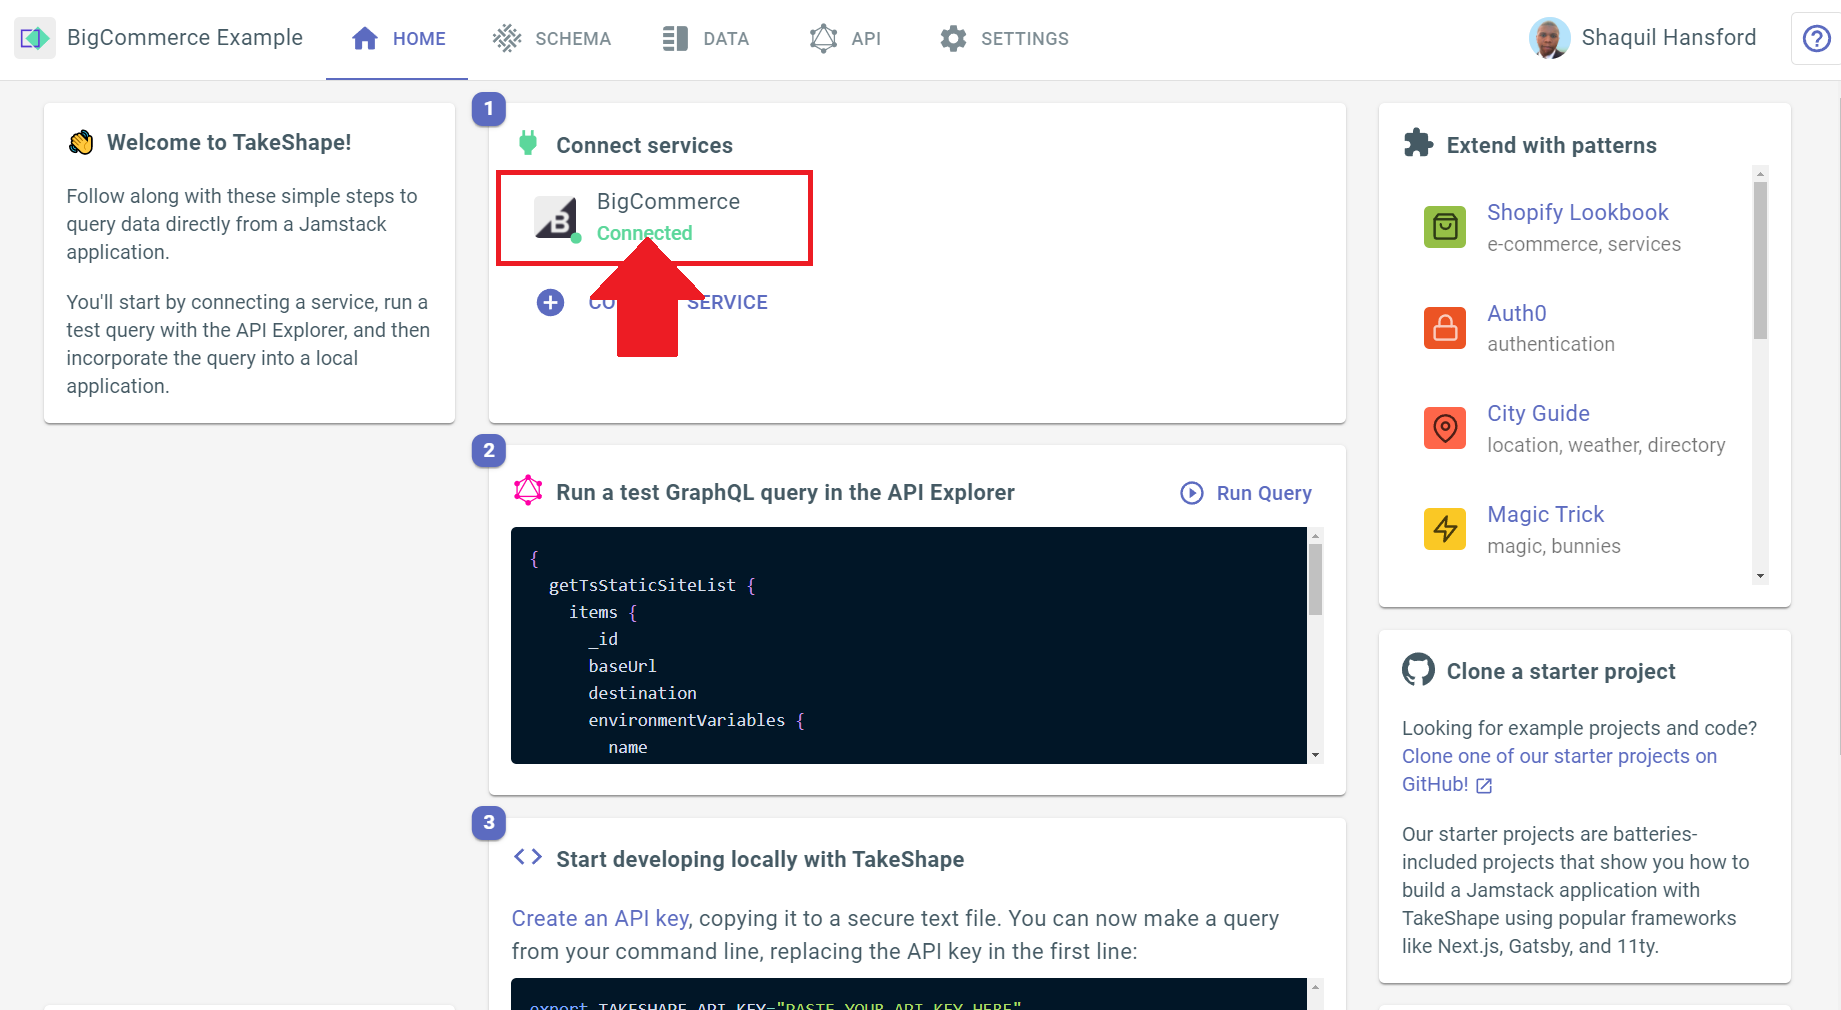 BigCommerce Example
HOME
SCHEMA
DATA
API
SETTINGS
Shaquil Hansford
Welcome to TakeShape!
Follow along with these simple steps to
query data directly from a Jamstack
application.
You'll start by connecting a service, run a
test query with the API Explorer, and then
incorporate the query into a local
application.
1
Connect services
BigCommerce
Connected
SERVICE
2
Run a test GraphQL query in the API Explorer
Run Query
{
getTsStaticSiteList {
items {
_id
baseUrl
destination
environmentVariables {
name
3
Start developing locally with TakeShape
Create an API key, copying it to a secure text file. You can now make a query
from your command line, replacing the API key in the first line:
export TAKESHAPE_API_KEY="PASTE_YOUR_API_KEY_HERE"
Extend with patterns
Shopify Lookbook
e-commerce, services
Auth0
authentication
City Guide
location, weather, directory
Magic Trick
magic, bunnies
Clone a starter project
Looking for example projects and code?
Clone one of our starter projects on
GitHub!
Our starter projects are batteries-
included projects that show you how to
build a Jamstack application with
TakeShape using popular frameworks
like Next.js, Gatsby, and 11ty.